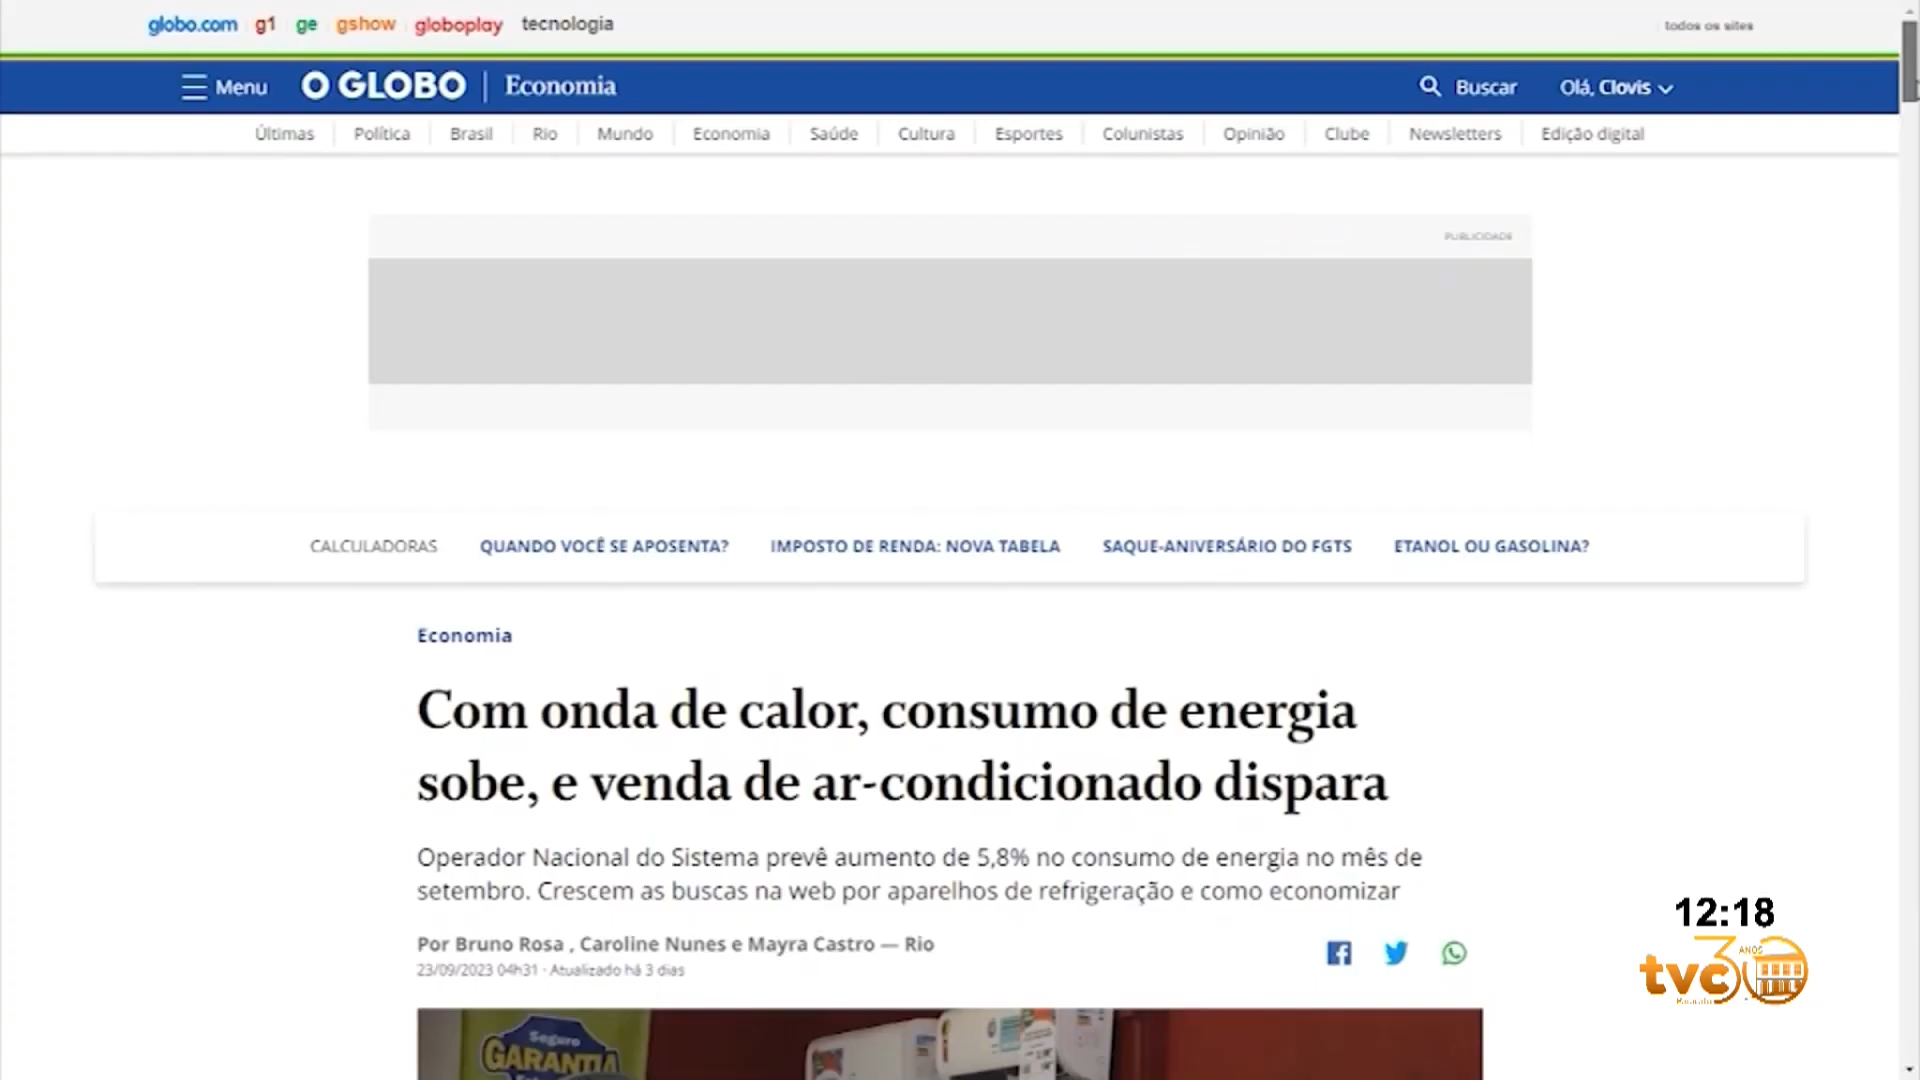 globo.com g1 ge gshow globoplay tecnologia todos os sites
Menu O GLOBO Economia Buscar Olá, Clovis
Últimas Política Brasil Rio Mundo Economia Saúde Cultura Esportes Colunistas Opinião Clube Newsletters Edição digital
PUBLICIDADE
CALCULADORAS QUANDO VOCÊ SE APOSENTA? IMPOSTO DE RENDA: NOVA TABELA SAQUE-ANIVERSÁRIO DO FGTS ETANOL OU GASOLINA?
Economia
Com onda de calor, consumo de energia
sobe, e venda de ar-condicionado dispara
Operador Nacional do Sistema prevê aumento de 5,8% no consumo de energia no mês de
setembro. Crescem as buscas na web por aparelhos de refrigeração e como economizar
Por Bruno Rosa , Caroline Nunes e Mayra Castro — Rio
23/09/2023 04h31 · Atualizado há 3 dias
12:18
tvc 30 ANOS
Seguro
GARANTIA